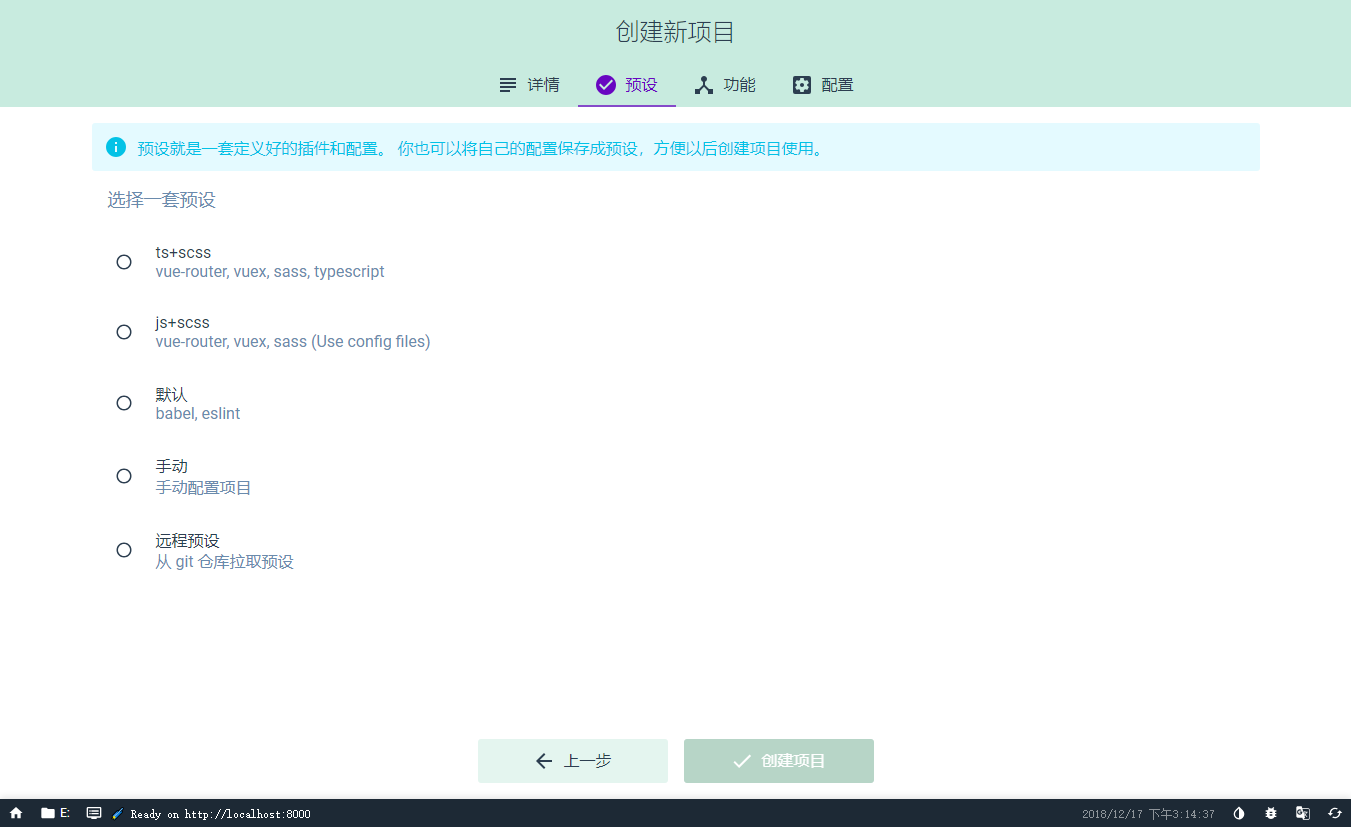 创建新项目
详情 预设 功能 配置
预设就是一套定义好的插件和配置。 你也可以将自己的配置保存成预设，方便以后创建项目使用。
选择一套预设
ts+scss
vue-router, vuex, sass, typescript
js+scss
vue-router, vuex, sass (Use config files)
默认
babel, eslint
手动
手动配置项目
远程预设
从 git 仓库拉取预设
上一步 创建项目
E: Ready on http://localhost:8000 2018/12/17 下午3:14:37